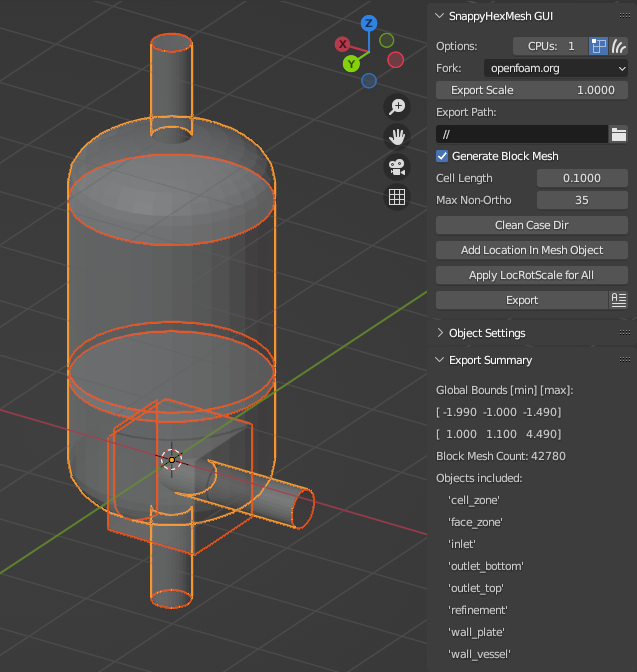 Z
X
Y
SnappyHexMesh GUI
Options: CPUs: 1
Fork: openfoam.org
Export Scale 1.0000
Export Path:
//
Generate Block Mesh
Cell Length 0.1000
Max Non-Ortho 35
Clean Case Dir
Add Location In Mesh Object
Apply LocRotScale for All
Export
Object Settings
Export Summary
Global Bounds [min] [max]:
[ -1.990 -1.000 -1.490]
[ 1.000 1.100 4.490]
Block Mesh Count: 42780
Objects included:
'cell_zone'
'face_zone'
'inlet'
'outlet_bottom'
'outlet_top'
'refinement'
'wall_plate'
'wall_vessel'